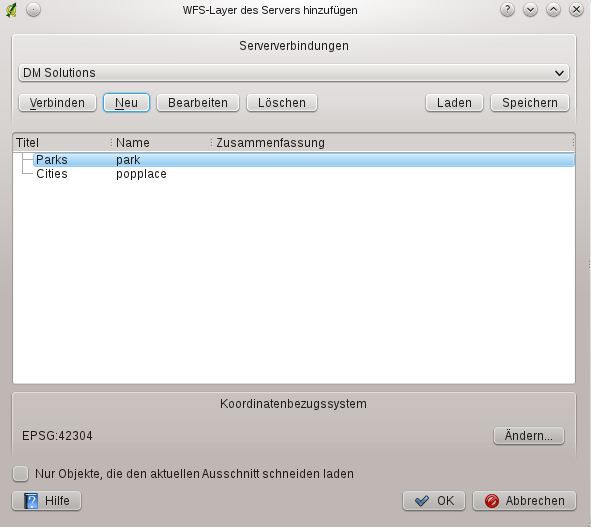 WFS-Layer des Servers hinzufügen
Serververbindungen
DM Solutions
Verbinden Neu Bearbeiten Löschen Laden Speichern
Titel Name Zusammenfassung
Parks park
Cities popplace
Koordinatenbezugssystem
EPSG:42304 Ändern...
Nur Objekte, die den aktuellen Ausschnitt schneiden laden
Hilfe OK Abbrechen